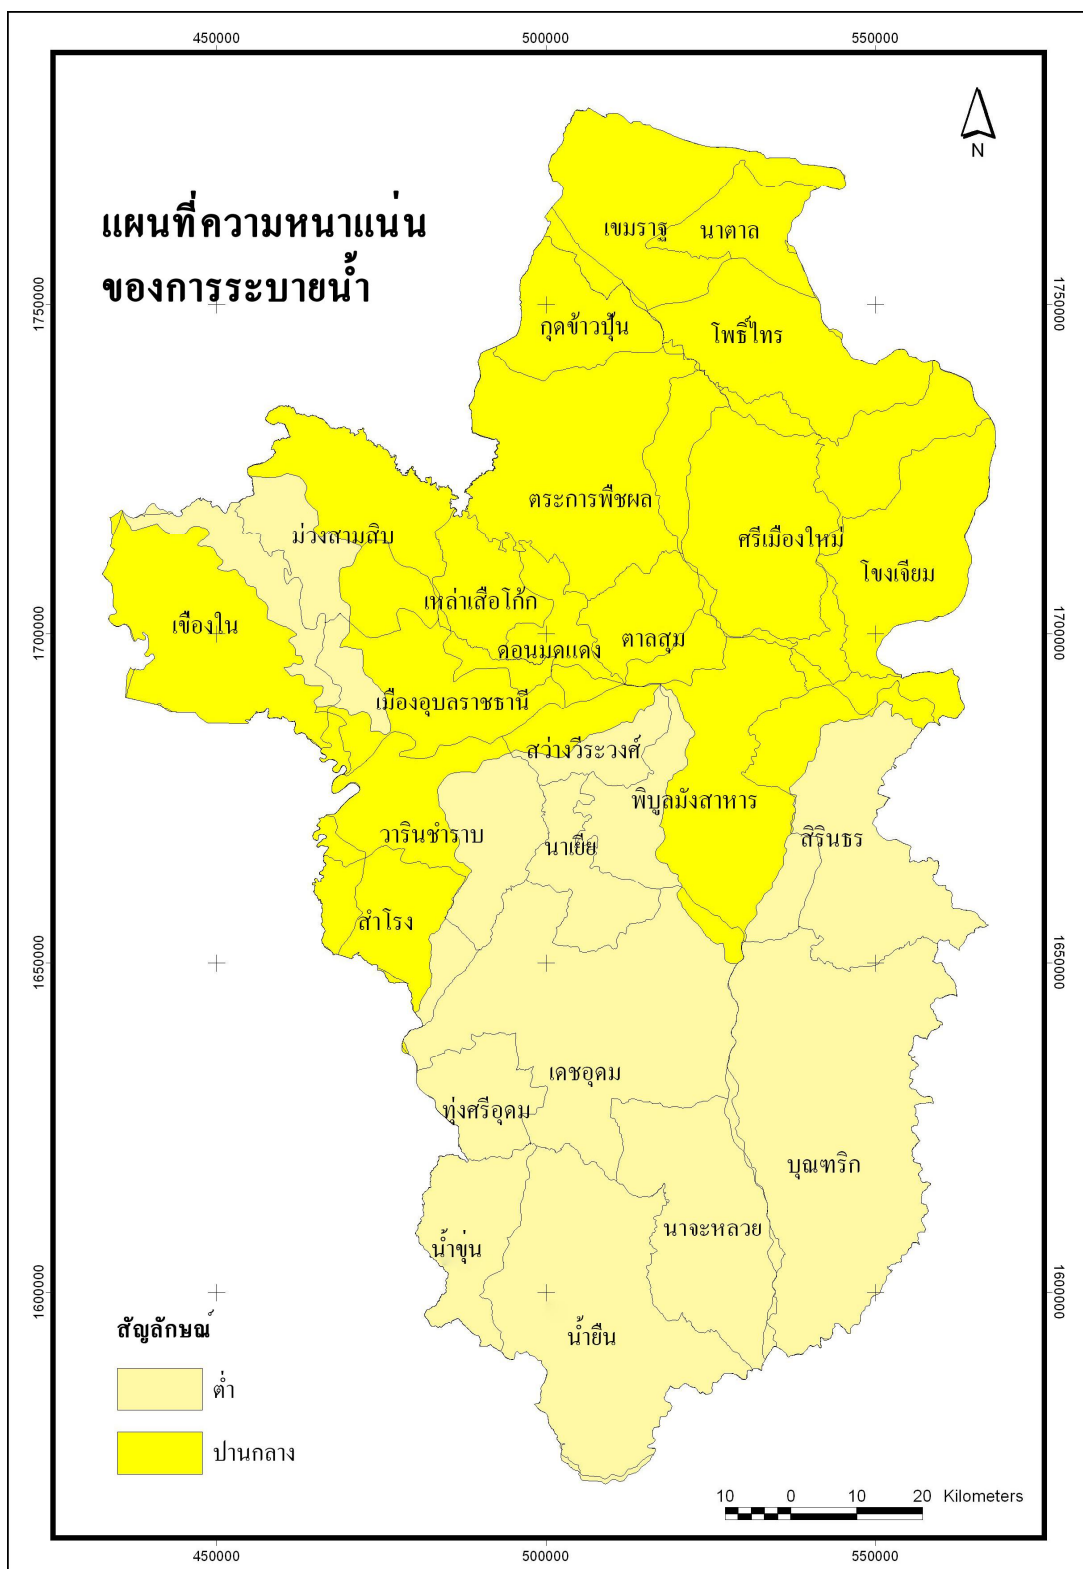 450000 500000 550000
N
แผนที่ความหนาแน่น
ของการระบายน้ำ
เขมราฐ
นาตาล
1750000
1750000
กุดข้าวปุ้น
โพธิ์ไทร
ตระการพืชผล
ม่วงสามสิบ
ศรีเมืองใหม่
โขงเจียม
เหล่าเสือโก้ก
เขื่องใน
1700000
1700000
ดอนมดแดง
ตาลสุม
เมืองอุบลราชธานี
สว่างวีระวงศ์
พิบูลมังสาหาร
วารินชำราบ
นาเยีย
สิรินธร
สำโรง
1650000
1650000
เดชอุดม
ทุ่งศรีอุดม
บุณฑริก
นาจะหลวย
น้ำขุ่น
1600000
1600000
น้ำยืน
สัญลักษณ์
ต่ำ
ปานกลาง
10 0 10 20 Kilometers
450000 500000 550000